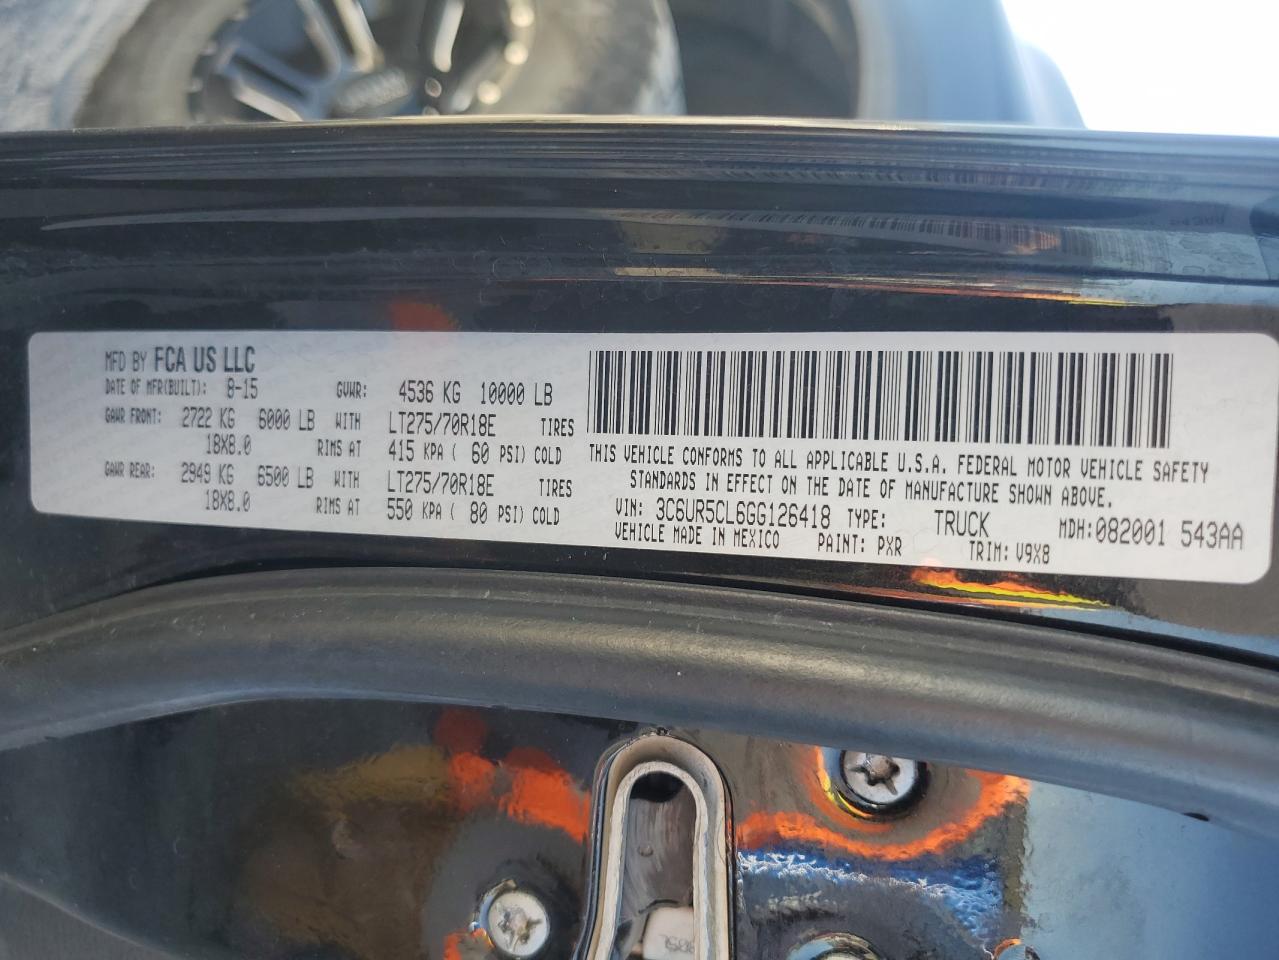 MFD BY FCA US LLC
DATE OF MFR(BUILT): 8-15 GVWR: 4536 KG 10000 LB
GAWR FRONT: 2722 KG 6000 LB WITH LT275/70R18E TIRES
18X8.0 RIMS AT 415 KPA ( 60 PSI) COLD
GAWR REAR: 2949 KG 6500 LB WITH LT275/70R18E TIRES
18X8.0 RIMS AT 550 KPA ( 80 PSI) COLD
THIS VEHICLE CONFORMS TO ALL APPLICABLE U.S.A. FEDERAL MOTOR VEHICLE SAFETY
STANDARDS IN EFFECT ON THE DATE OF MANUFACTURE SHOWN ABOVE.
VIN: 3C6UR5CL6GG126418 TYPE: TRUCK MDH:082001 543AA
VEHICLE MADE IN MEXICO PAINT: PXR TRIM: V9X8